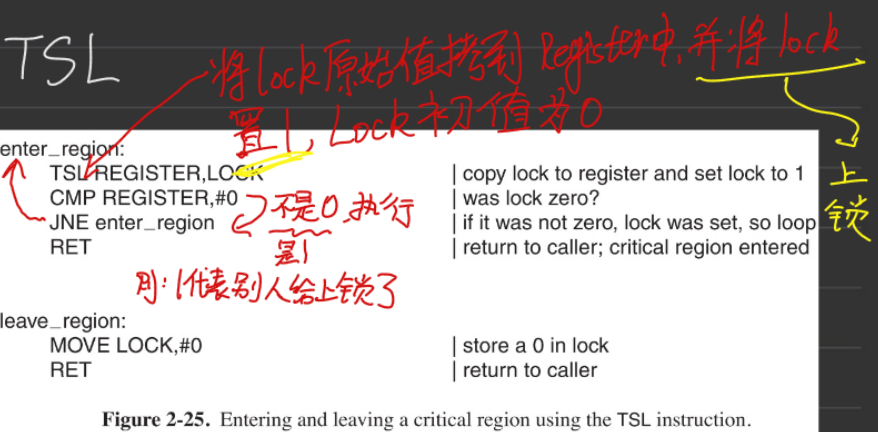 TSL
将lock原始值拷到Register中,并将lock
置1, Lock初值为0
上
锁
enter_region:
TSL REGISTER,LOCK | copy lock to register and set lock to 1
CMP REGISTER,#0 | was lock zero?
JNE enter_region | if it was not zero, lock was set, so loop
不是0,执行
是1
RET | return to caller; critical region entered
则:1代表别人给上锁了
leave_region:
MOVE LOCK,#0 | store a 0 in lock
RET | return to caller
Figure 2-25. Entering and leaving a critical region using the TSL instruction.